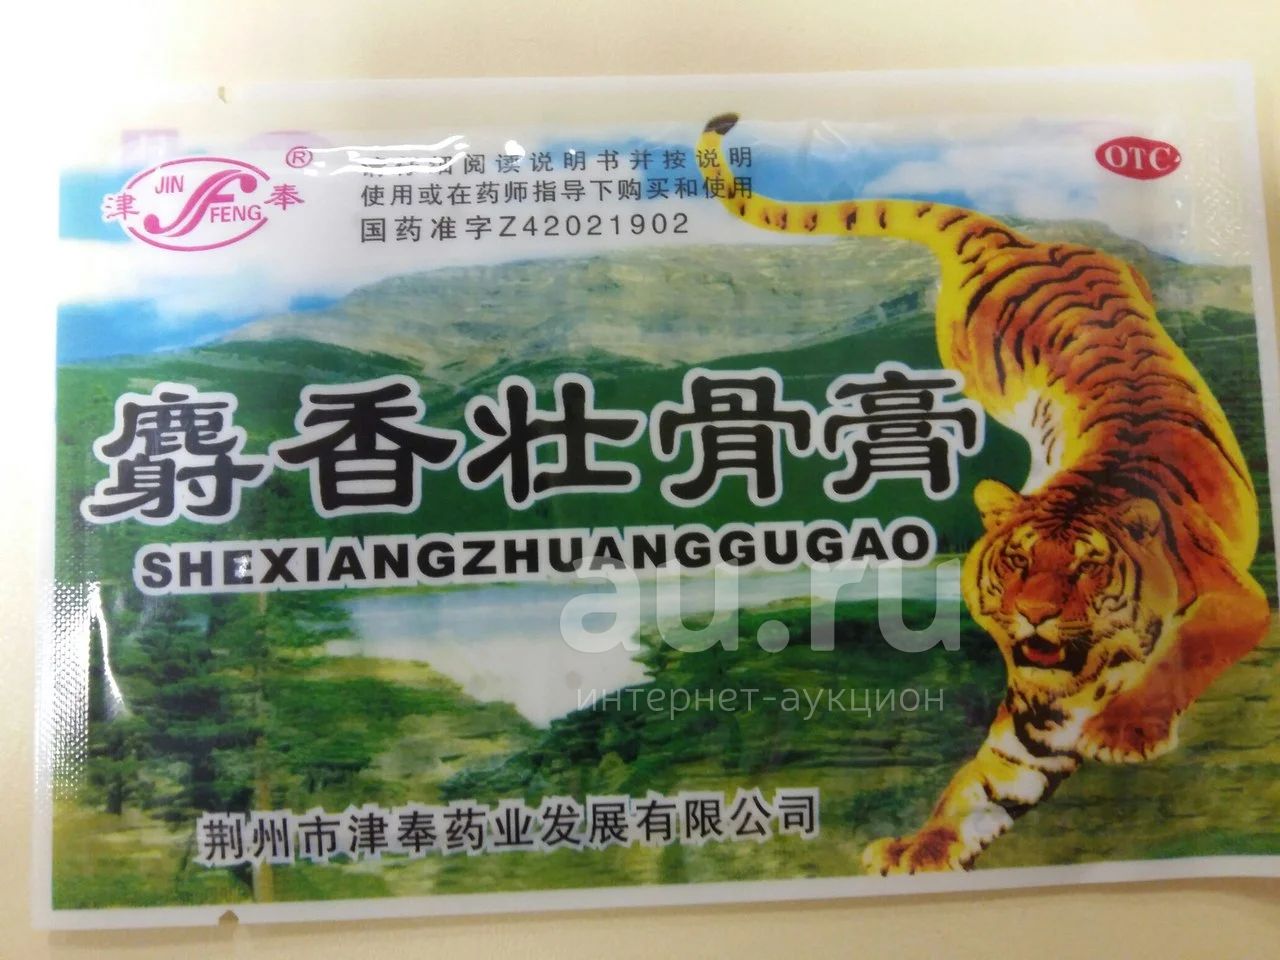 津 JIN FENG 奉 ®
请仔细阅读说明书并按说明
使用或在药师指导下购买和使用
国药准字Z42021902
OTC
麝香壮骨膏
SHEXIANGZHUANGGUGAO
au.ru
интернет-аукцион
荆州市津奉药业发展有限公司